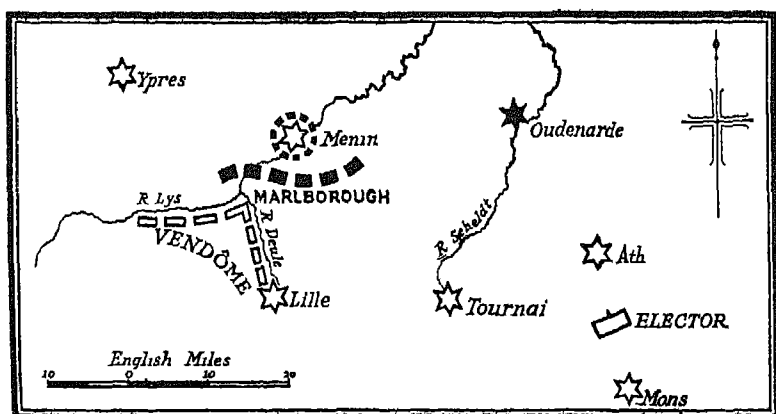 Ypres
Menin
Oudenarde
R Lys
MARLBOROUGH
VENDÔME
R Deule
R Scheldt
Ath
Lille
Tournai
ELECTOR
English Miles
10 0 10 20
Mons